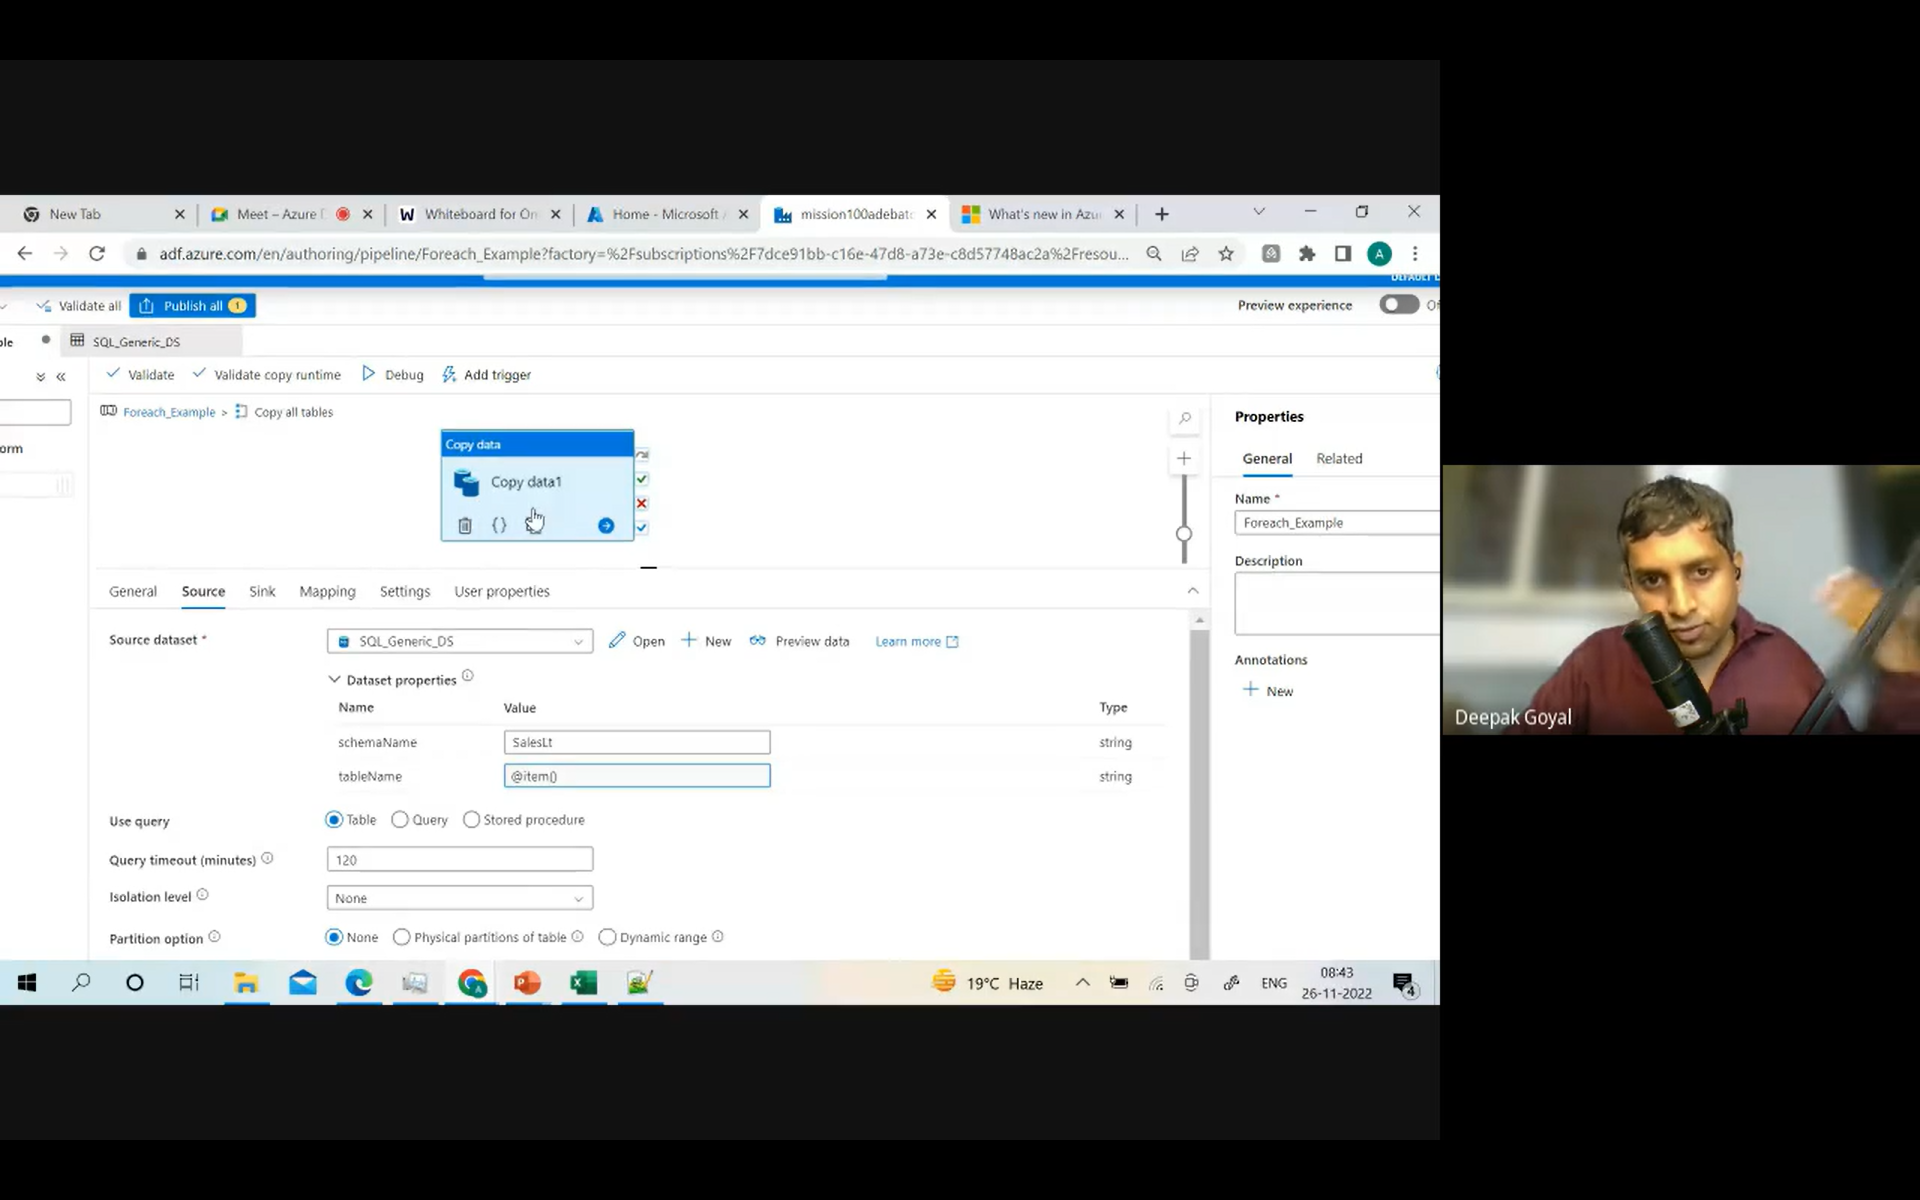 New Tab
Meet – Azure D
Whiteboard for On
Home - Microsoft A
mission100adebatc
What's new in Azur
adf.azure.com/en/authoring/pipeline/Foreach_Example?factory=%2Fsubscriptions%2F7dce91bb-c16e-47d8-a73e-c8d57748ac2a%2Fresou...
A
Validate all
Publish all 1
Preview experience
SQL_Generic_DS
Validate
Validate copy runtime
Debug
Add trigger
Foreach_Example > Copy all tables
Copy data
Copy data1
{}
Properties
General
Related
Name *
Foreach_Example
Description
Annotations
New
General
Source
Sink
Mapping
Settings
User properties
Source dataset *
SQL_Generic_DS
Open
New
Preview data
Learn more
Dataset properties
Name
Value
Type
schemaName
SalesLt
string
tableName
@item()
string
Use query
Table
Query
Stored procedure
Query timeout (minutes)
120
Isolation level
None
Partition option
None
Physical partitions of table
Dynamic range
19°C Haze
ENG
08:43
26-11-2022
4
Deepak Goyal